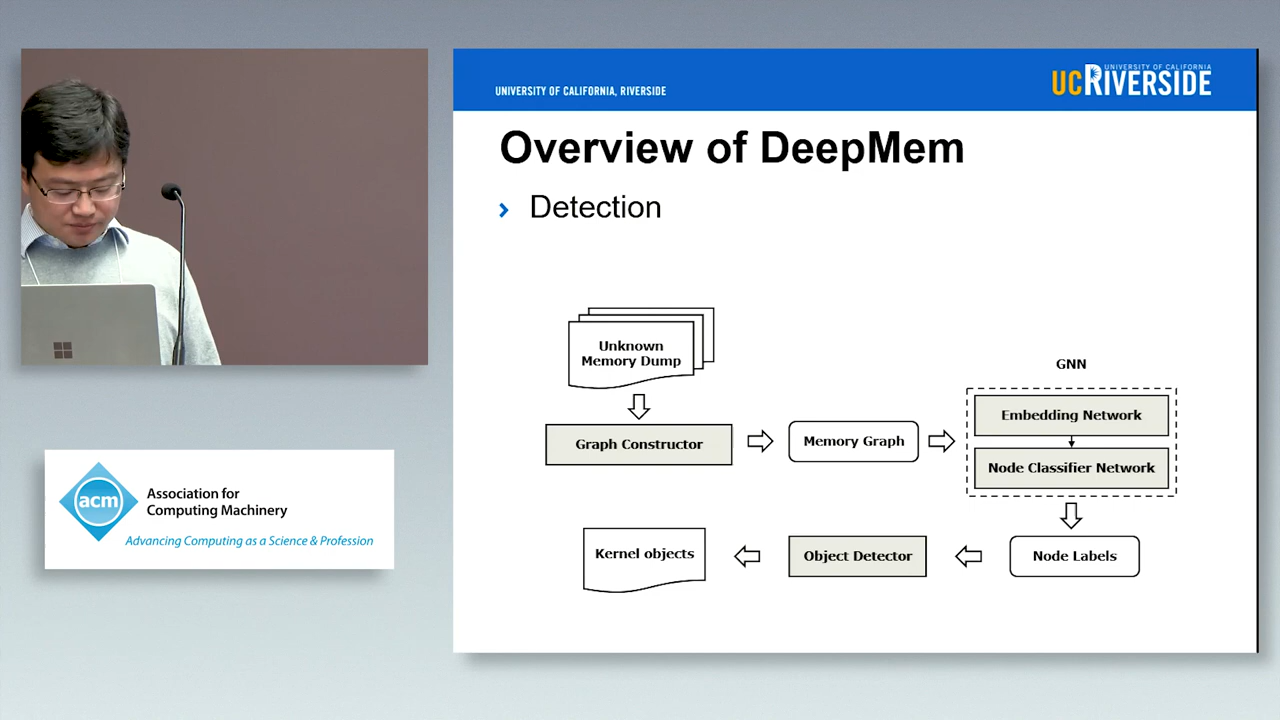 UNIVERSITY OF CALIFORNIA, RIVERSIDE
UNIVERSITY OF CALIFORNIA
UCRIVERSIDE
Overview of DeepMem
Detection
Unknown
Memory Dump
GNN
Embedding Network
Graph Constructor
Memory Graph
Node Classifier Network
Kernel objects
Object Detector
Node Labels
acm
Association for
Computing Machinery
Advancing Computing as a Science & Profession